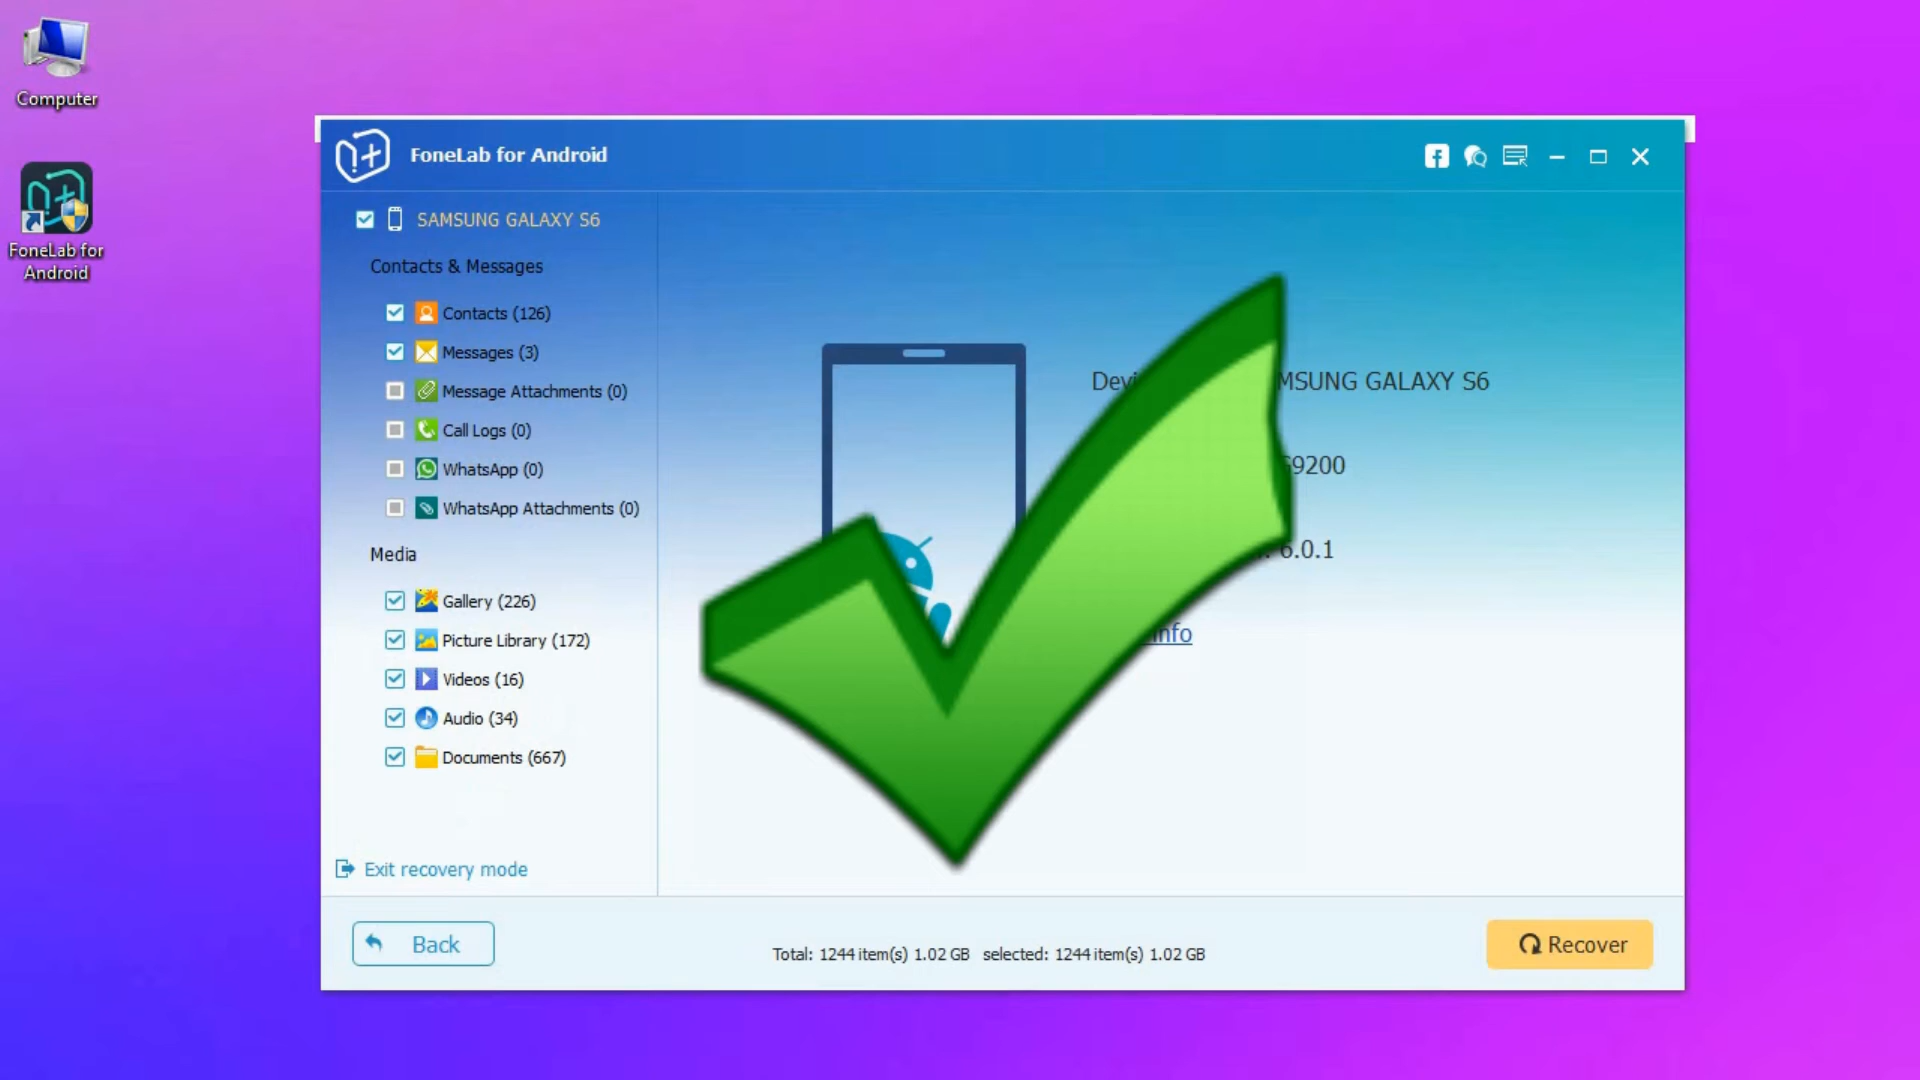 Computer
FoneLab for
Android
FoneLab for Android
SAMSUNG GALAXY S6
Contacts & Messages
Contacts (126)
Messages (3)
Message Attachments (0)
Call Logs (0)
WhatsApp (0)
WhatsApp Attachments (0)
Media
Gallery (226)
Picture Library (172)
Videos (16)
Audio (34)
Documents (667)
Exit recovery mode
GALAXY S6
6.0.1
Back
Total: 1244 item(s) 1.02 GB selected: 1244 item(s) 1.02 GB
Recover